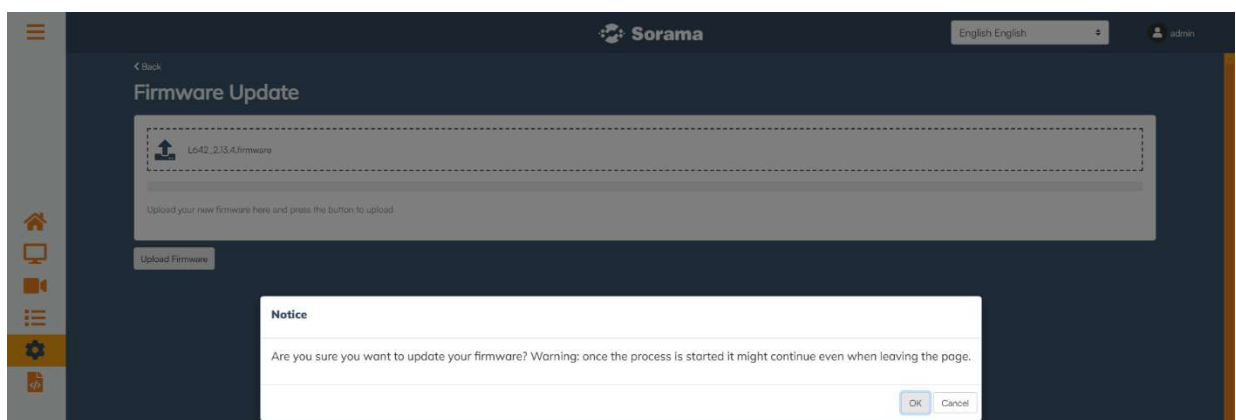 Sorama
English English
admin
Back
Firmware Update
L642_2.13.4.firmware
Upload your new firmware here and press the button to upload.
Upload Firmware
Notice
Are you sure you want to update your firmware? Warning: once the process is started it might continue even when leaving the page.
OK Cancel